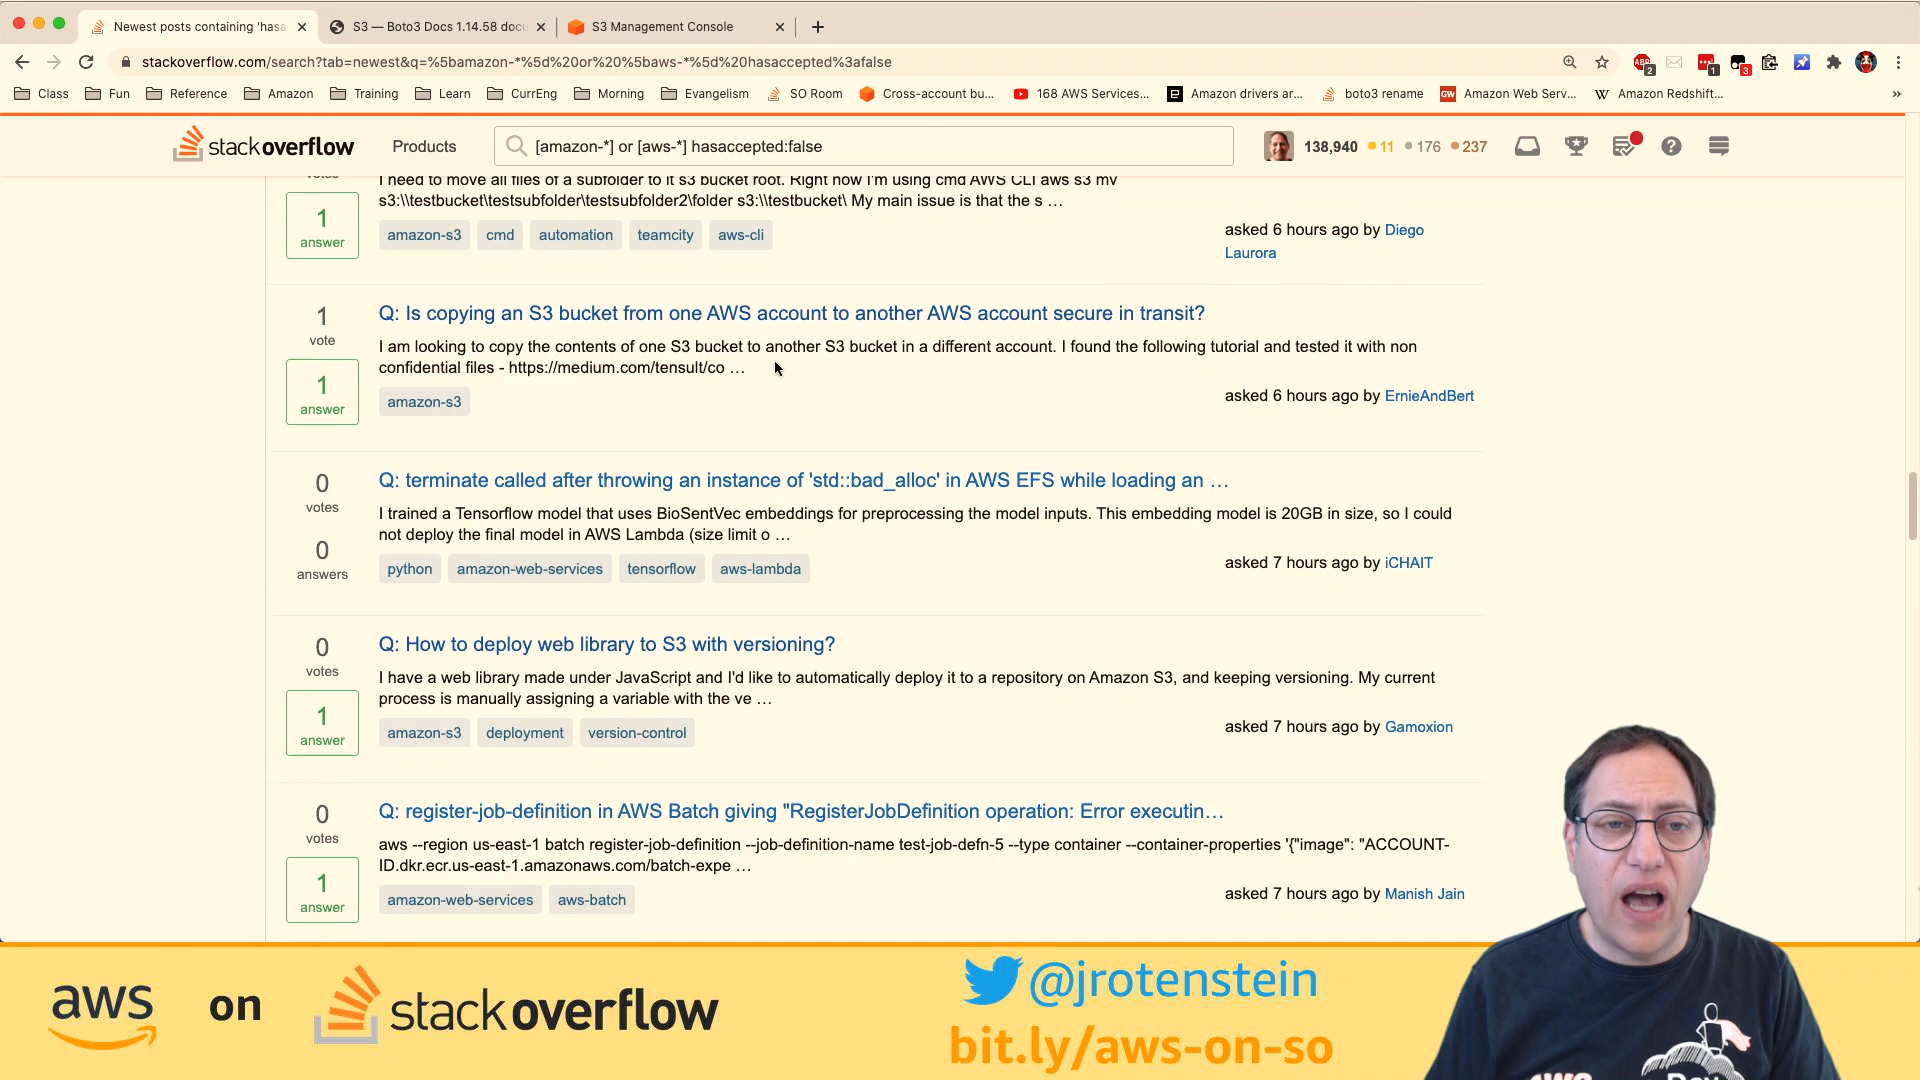 Newest posts containing 'hasa
S3 — Boto3 Docs 1.14.58 docu
S3 Management Console
stackoverflow.com/search?tab=newest&q=%5bamazon-*%5d%20or%20%5baws-*%5d%20hasaccepted%3afalse
ABP
2
1
3
Class
Fun
Reference
Amazon
Training
Learn
CurrEng
Morning
Evangelism
SO Room
Cross-account bu...
168 AWS Services...
Amazon drivers ar...
boto3 rename
GW
Amazon Web Serv...
W
Amazon Redshift...
»
stackoverflow
Products
[amazon-*] or [aws-*] hasaccepted:false
138,940 11 176 237
votes
I need to move all files of a subfolder to it s3 bucket root. Right now I'm using cmd AWS CLI aws s3 mv
s3:\\testbucket\testsubfolder\testsubfolder2\folder s3:\\testbucket\ My main issue is that the s …
1
answer
amazon-s3 cmd automation teamcity aws-cli
asked 6 hours ago by Diego
Laurora
1
vote
1
answer
Q: Is copying an S3 bucket from one AWS account to another AWS account secure in transit?
I am looking to copy the contents of one S3 bucket to another S3 bucket in a different account. I found the following tutorial and tested it with non
confidential files - https://medium.com/tensult/co …
amazon-s3
asked 6 hours ago by ErnieAndBert
0
votes
0
answers
Q: terminate called after throwing an instance of 'std::bad_alloc' in AWS EFS while loading an …
I trained a Tensorflow model that uses BioSentVec embeddings for preprocessing the model inputs. This embedding model is 20GB in size, so I could
not deploy the final model in AWS Lambda (size limit o …
python amazon-web-services tensorflow aws-lambda
asked 7 hours ago by iCHAIT
0
votes
1
answer
Q: How to deploy web library to S3 with versioning?
I have a web library made under JavaScript and I'd like to automatically deploy it to a repository on Amazon S3, and keeping versioning. My current
process is manually assigning a variable with the ve …
amazon-s3 deployment version-control
asked 7 hours ago by Gamoxion
0
votes
1
answer
Q: register-job-definition in AWS Batch giving "RegisterJobDefinition operation: Error executin…
aws --region us-east-1 batch register-job-definition --job-definition-name test-job-defn-5 --type container --container-properties '{"image": "ACCOUNT-
ID.dkr.ecr.us-east-1.amazonaws.com/batch-expe …
amazon-web-services aws-batch
asked 7 hours ago by Manish Jain
aws on stackoverflow
@jrotenstein
bit.ly/aws-on-so